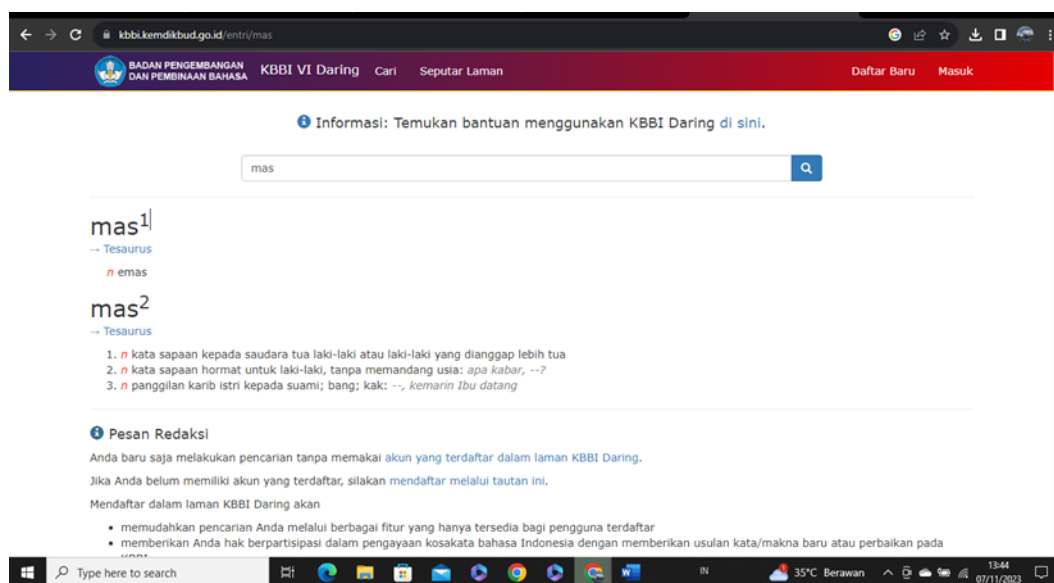 kbbi.kemdikbud.go.id/entri/mas
BADAN PENGEMBANGAN
DAN PEMBINAAN BAHASA
KBBI VI Daring Cari Seputar Laman Daftar Baru Masuk
Informasi: Temukan bantuan menggunakan KBBI Daring di sini.
mas
mas1
→ Tesaurus
n emas
mas2
→ Tesaurus
1. n kata sapaan kepada saudara tua laki-laki atau laki-laki yang dianggap lebih tua
2. n kata sapaan hormat untuk laki-laki, tanpa memandang usia: apa kabar, --?
3. n panggilan karib istri kepada suami; bang; kak: --, kemarin Ibu datang
Pesan Redaksi
Anda baru saja melakukan pencarian tanpa memakai akun yang terdaftar dalam laman KBBI Daring.
Jika Anda belum memiliki akun yang terdaftar, silakan mendaftar melalui tautan ini.
Mendaftar dalam laman KBBI Daring akan
• memudahkan pencarian Anda melalui berbagai fitur yang hanya tersedia bagi pengguna terdaftar
• memberikan Anda hak berpartisipasi dalam pengayaan kosakata bahasa Indonesia dengan memberikan usulan kata/makna baru atau perbaikan pada
KBBI
Type here to search
IN
35°C Berawan
13:44
07/11/2023